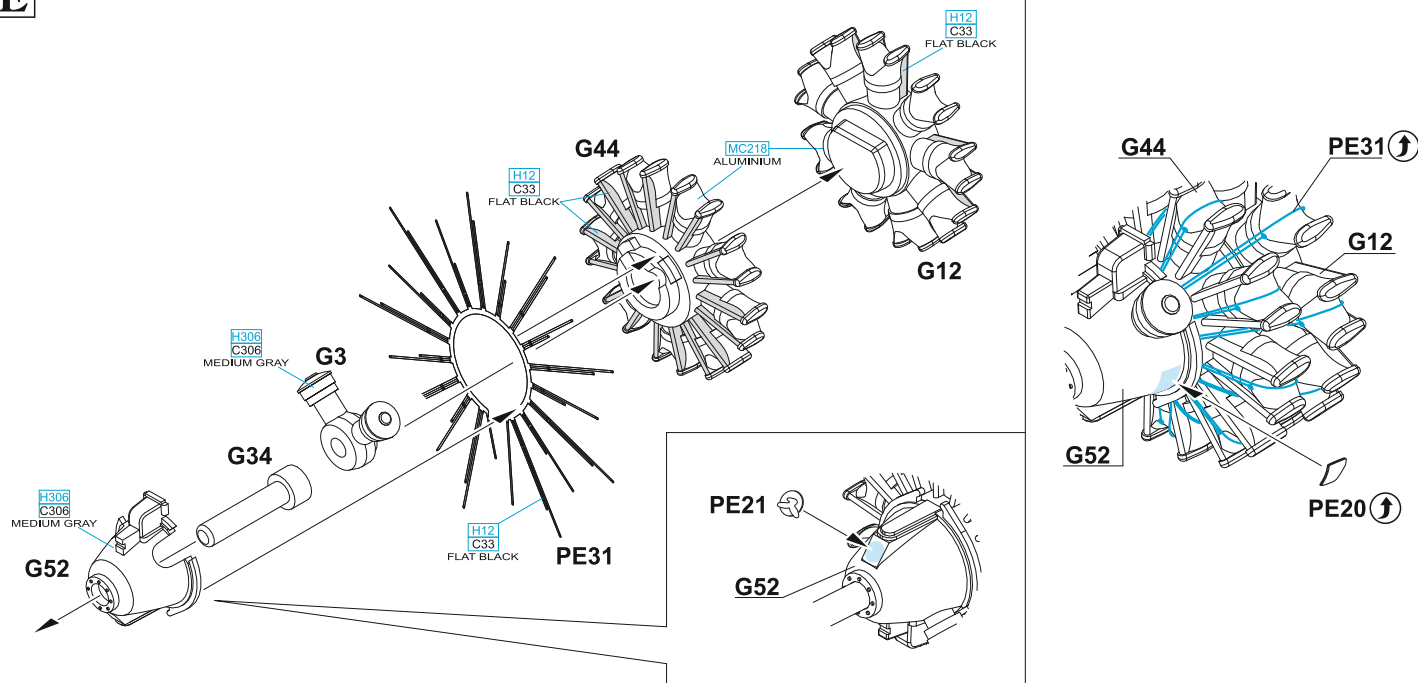 E
H12
C33
FLAT BLACK
G44
MC218
ALUMINIUM
H12
C33
FLAT BLACK
G12
H306
C306
MEDIUM GRAY
G3
G34
H306
C306
MEDIUM GRAY
G52
H12
C33
FLAT BLACK
PE31
PE21
G52
G44
PE31
G12
G52
PE20